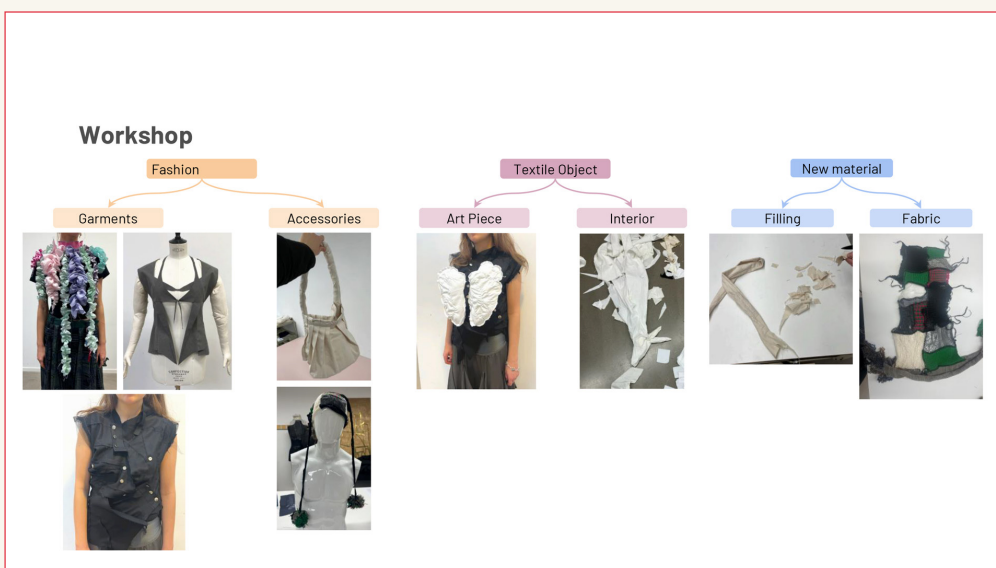 Workshop
Fashion
Textile Object
New material
Garments
Accessories
Art Piece
Interior
Filling
Fabric